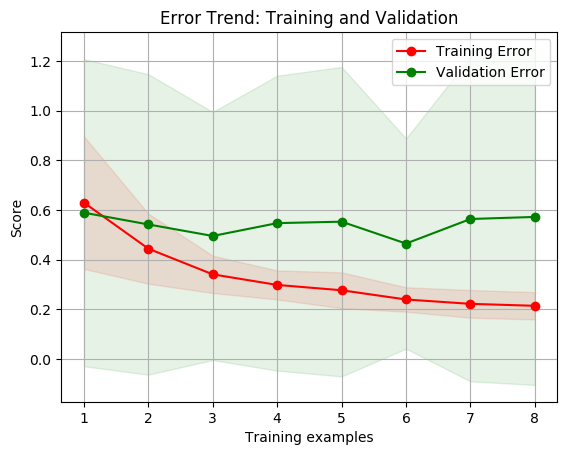 Error Trend: Training and Validation
Training Error
Validation Error
1.2
1.0
0.8
0.6
0.4
0.2
0.0
Score
1 2 3 4 5 6 7 8
Training examples